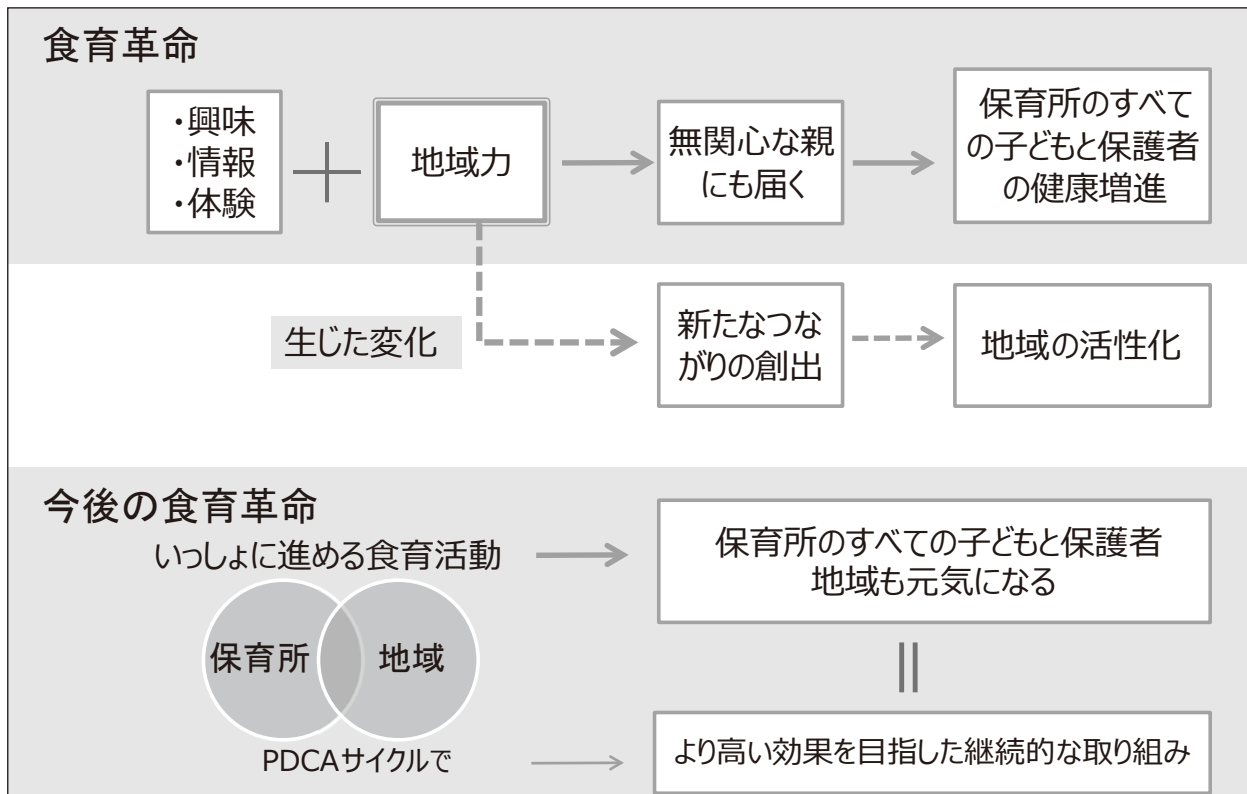 食育革命
・興味
・情報
・体験
地域力
無関心な親
にも届く
保育所のすべて
の子どもと保護者
の健康増進
生じた変化
新たなつな
がりの創出
地域の活性化
今後の食育革命
いっしょに進める食育活動
保育所のすべての子どもと保護者
地域も元気になる
保育所
地域
PDCAサイクルで
より高い効果を目指した継続的な取り組み